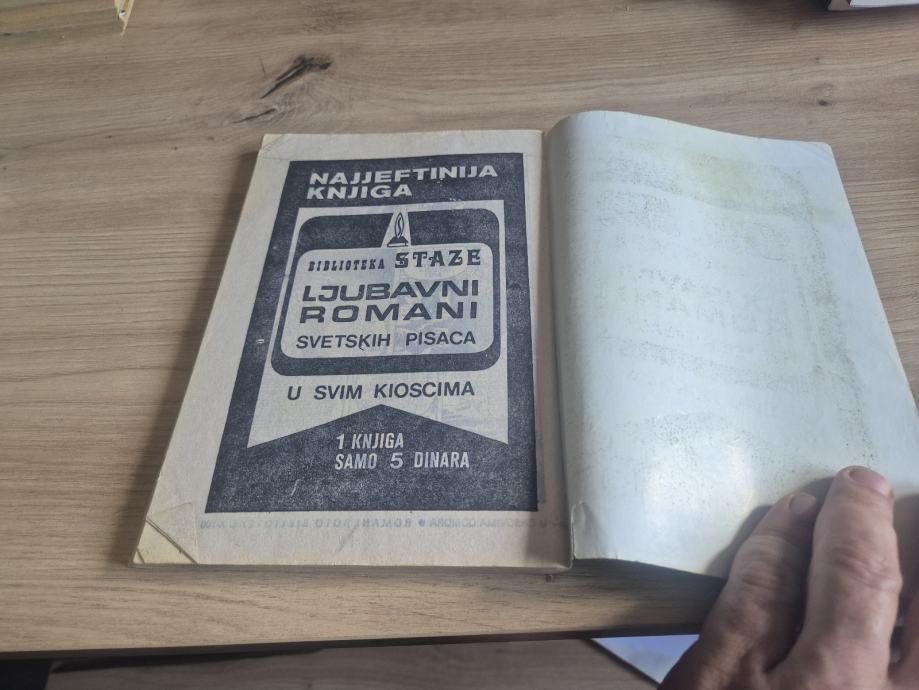 NAJJEFTINIJA
KNJIGA
BIBLIOTEKA STAZE
LJUBAVNI
ROMANI
SVETSKIH PISACA
U SVIM KIOSCIMA
1 KNJIGA
SAMO 5 DINARA